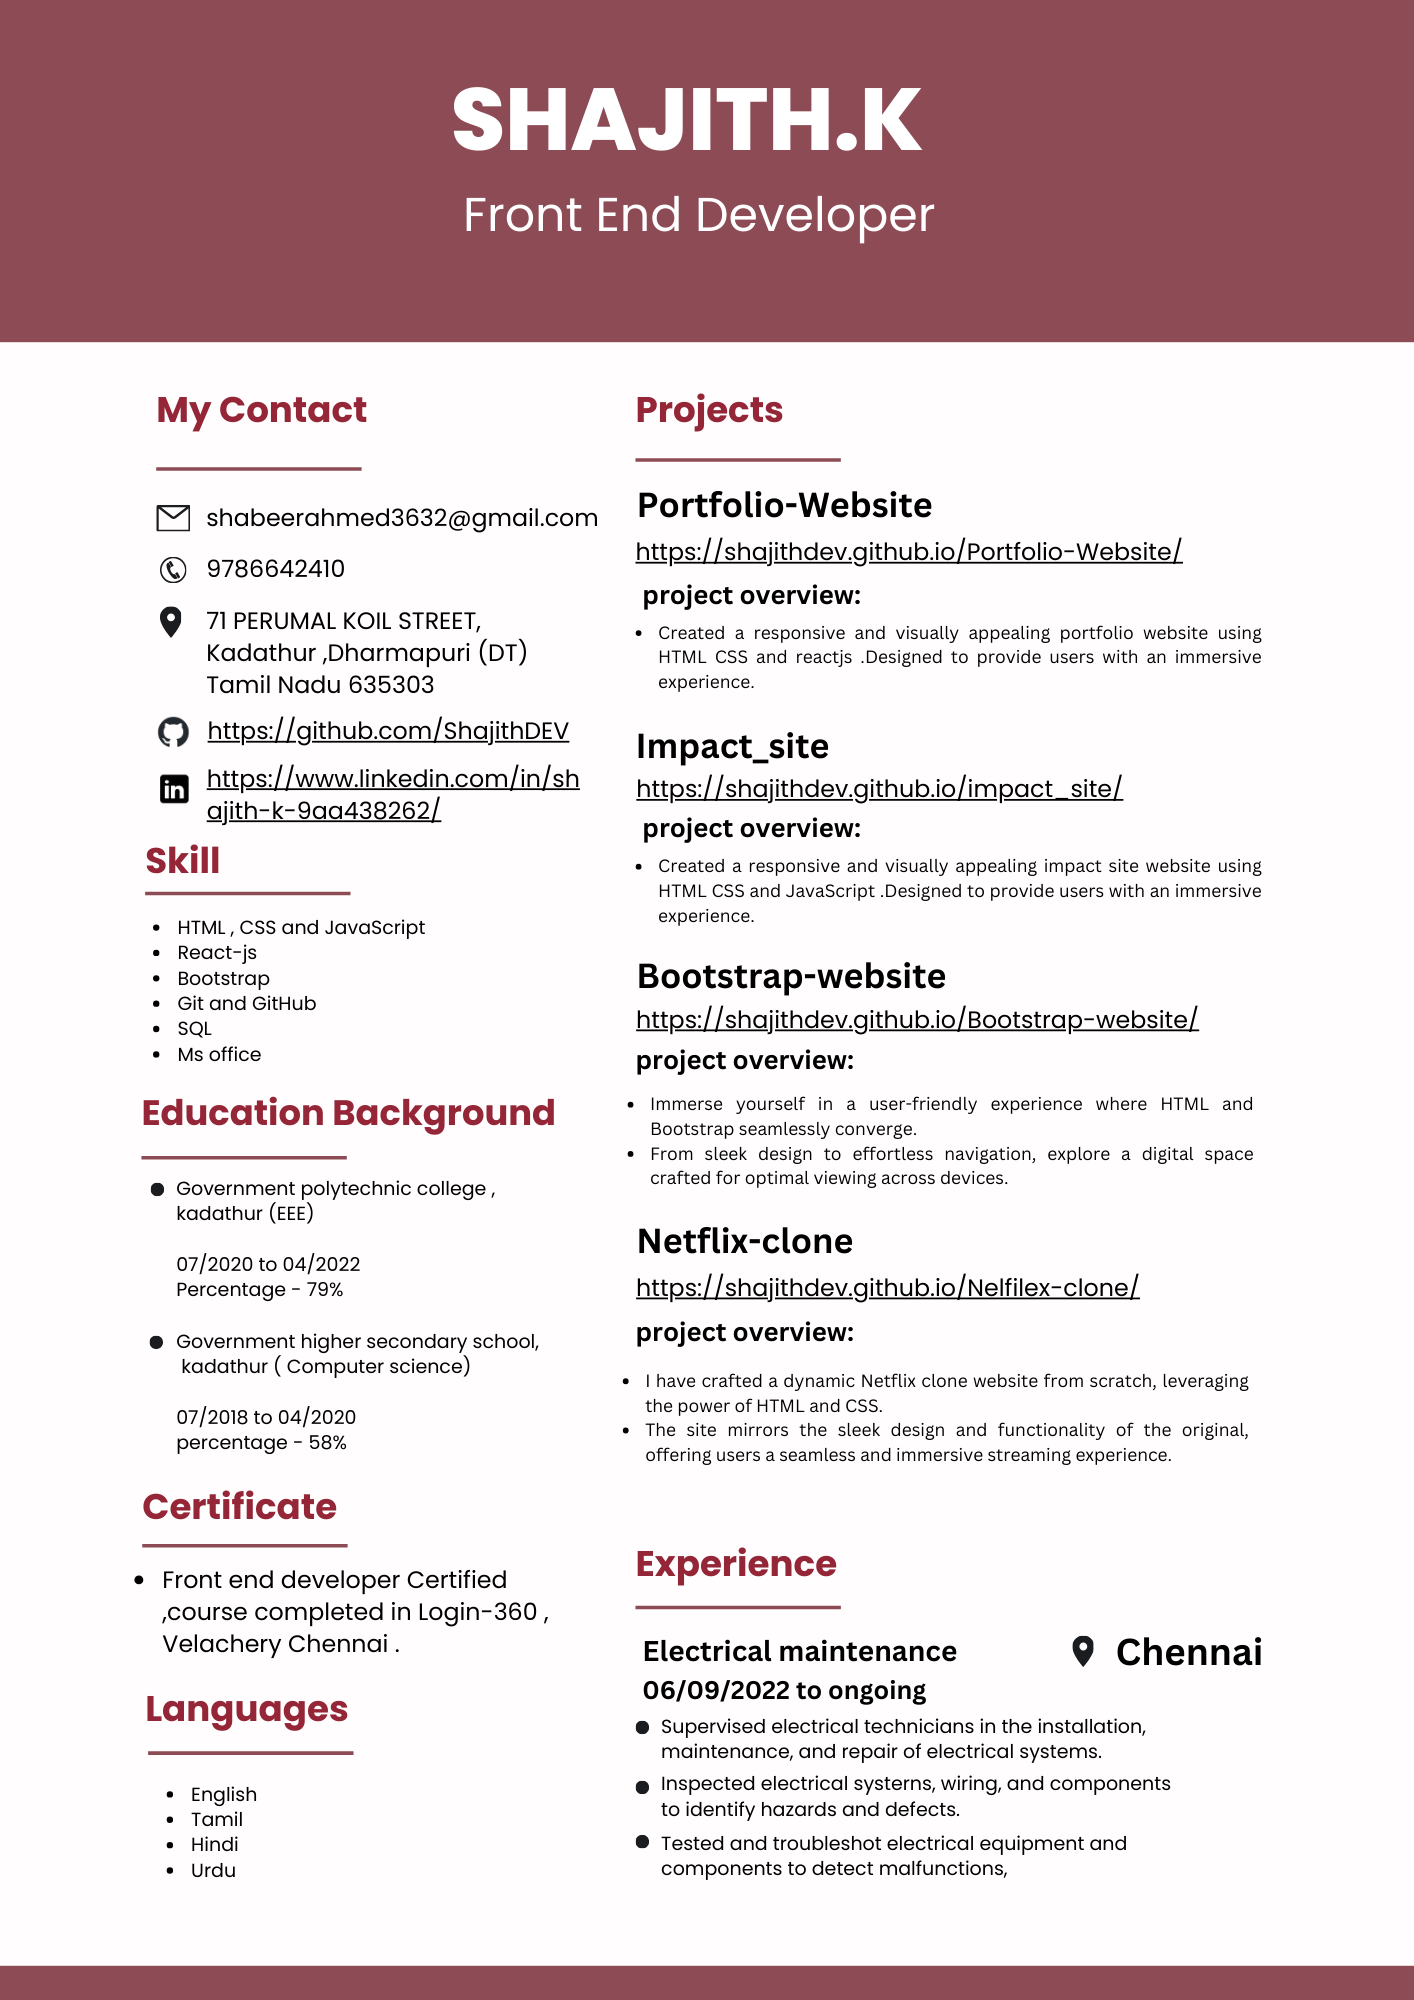 SHAJITH.K
Front End Developer
My Contact
shabeerahmed3632@gmail.com
9786642410
71 PERUMAL KOIL STREET,
Kadathur ,Dharmapuri (DT)
Tamil Nadu 635303
https://github.com/ShajithDEV
https://www.linkedin.com/in/sh
ajith-k-9aa438262/
Skill
HTML , CSS and JavaScript
React-js
Bootstrap
Git and GitHub
SQL
Ms office
Education Background
Government polytechnic college ,
kadathur (EEE)
07/2020 to 04/2022
Percentage - 79%
Government higher secondary school,
kadathur ( Computer science)
07/2018 to 04/2020
percentage - 58%
Certificate
Front end developer Certified
,course completed in Login-360 ,
Velachery Chennai .
Languages
English
Tamil
Hindi
Urdu
Projects
Portfolio-Website
https://shajithdev.github.io/Portfolio-Website/
project overview:
Created a responsive and visually appealing portfolio website using
HTML CSS and reactjs .Designed to provide users with an immersive
experience.
Impact_site
https://shajithdev.github.io/impact_site/
project overview:
Created a responsive and visually appealing impact site website using
HTML CSS and JavaScript .Designed to provide users with an immersive
experience.
Bootstrap-website
https://shajithdev.github.io/Bootstrap-website/
project overview:
Immerse yourself in a user-friendly experience where HTML and
Bootstrap seamlessly converge.
From sleek design to effortless navigation, explore a digital space
crafted for optimal viewing across devices.
Netflix-clone
https://shajithdev.github.io/Nelfilex-clone/
project overview:
I have crafted a dynamic Netflix clone website from scratch, leveraging
the power of HTML and CSS.
The site mirrors the sleek design and functionality of the original,
offering users a seamless and immersive streaming experience.
Experience
Electrical maintenance
Chennai
06/09/2022 to ongoing
Supervised electrical technicians in the installation,
maintenance, and repair of electrical systems.
Inspected electrical systerns, wiring, and components
to identify hazards and defects.
Tested and troubleshot electrical equipment and
components to detect malfunctions,